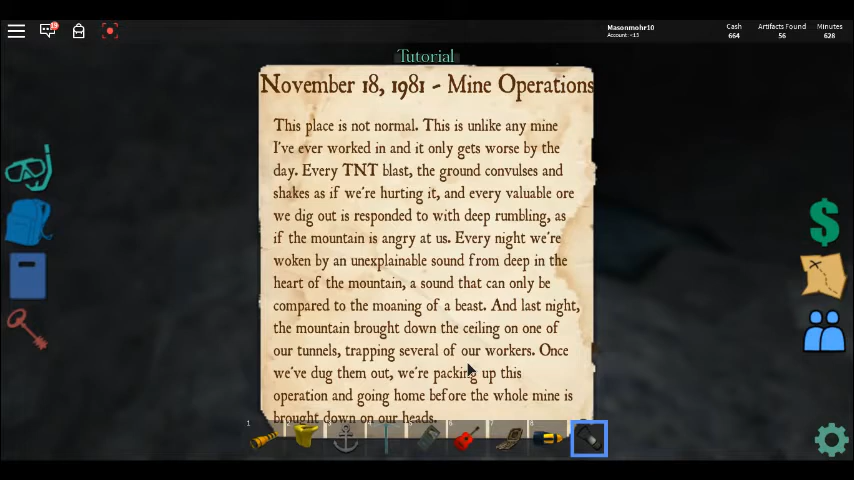 19
Masonmohr10
Account: <13
Cash
664
Artifacts Found
56
Minutes
628
Tutorial
November 18, 1981 - Mine Operations
This place is not normal. This is unlike any mine
I've ever worked in and it only gets worse by the
day. Every TNT blast, the ground convulses and
shakes as if we're hurting it, and every valuable ore
we dig out is responded to with deep rumbling, as
if the mountain is angry at us. Every night we're
woken by an unexplainable sound from deep in the
heart of the mountain, a sound that can only be
compared to the moaning of a beast. And last night,
the mountain brought down the ceiling on one of
our tunnels, trapping several of our workers. Once
we've dug them out, we're packing up this
operation and going home before the whole mine is
brought down on our heads.
1